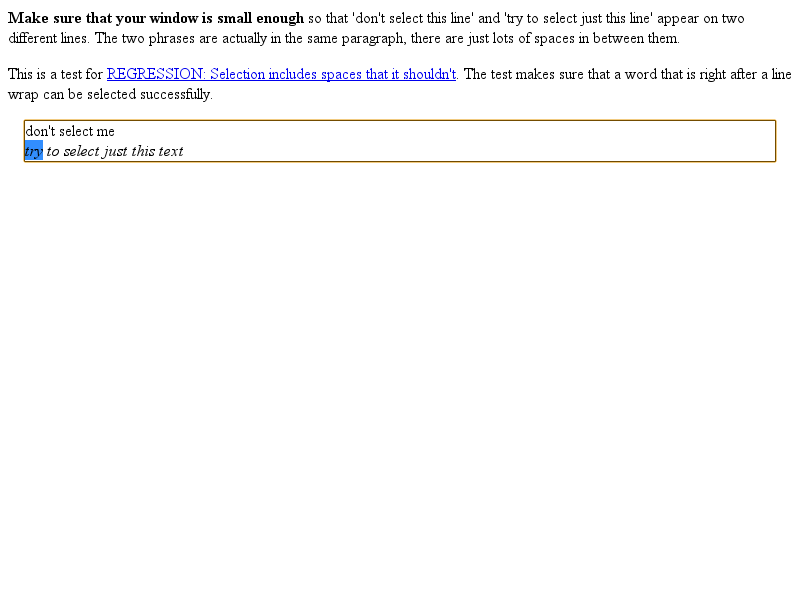 Make sure that your window is small enough so that 'don't select this line' and 'try to select just this line' appear on two
different lines. The two phrases are actually in the same paragraph, there are just lots of spaces in between them.
This is a test for REGRESSION: Selection includes spaces that it shouldn't. The test makes sure that a word that is right after a line
wrap can be selected successfully.
don't select me
try to select just this text